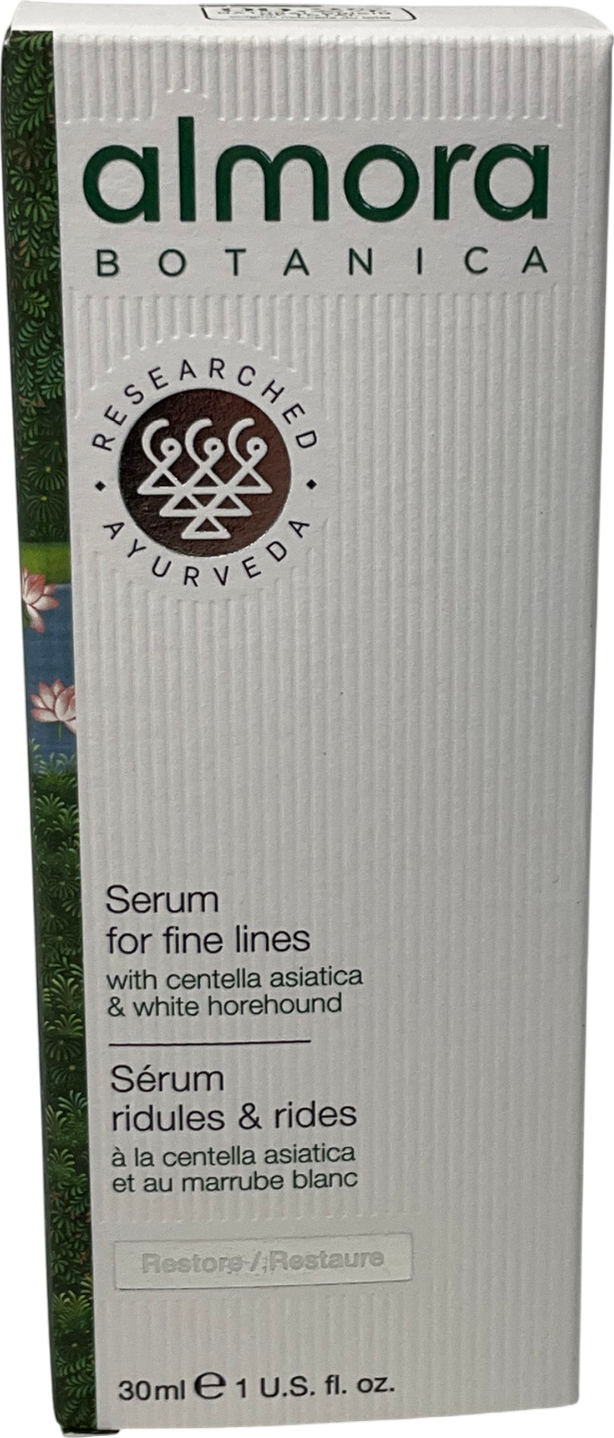 almora
BOTANICA
RESEARCHED
AYURVEDA
Serum
for fine lines
with centella asiatica
& white horehound
Sérum
ridules & rides
à la centella asiatica
et au marrube blanc
Restore / Restaure
30ml ℮ 1 U.S. fl. oz.